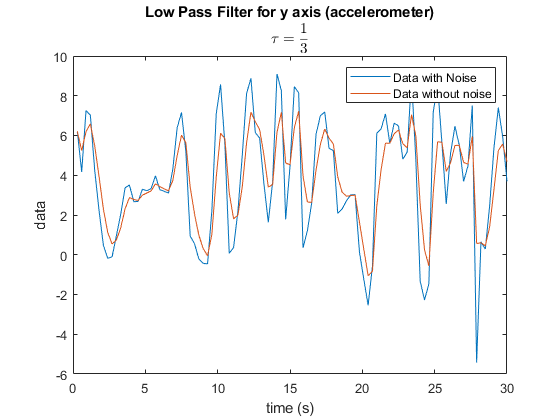 Low Pass Filter for y axis (accelerometer)
τ = 1/3
10
8
6
4
2
0
-2
-4
-6
data
Data with Noise
Data without noise
0 5 10 15 20 25 30
time (s)